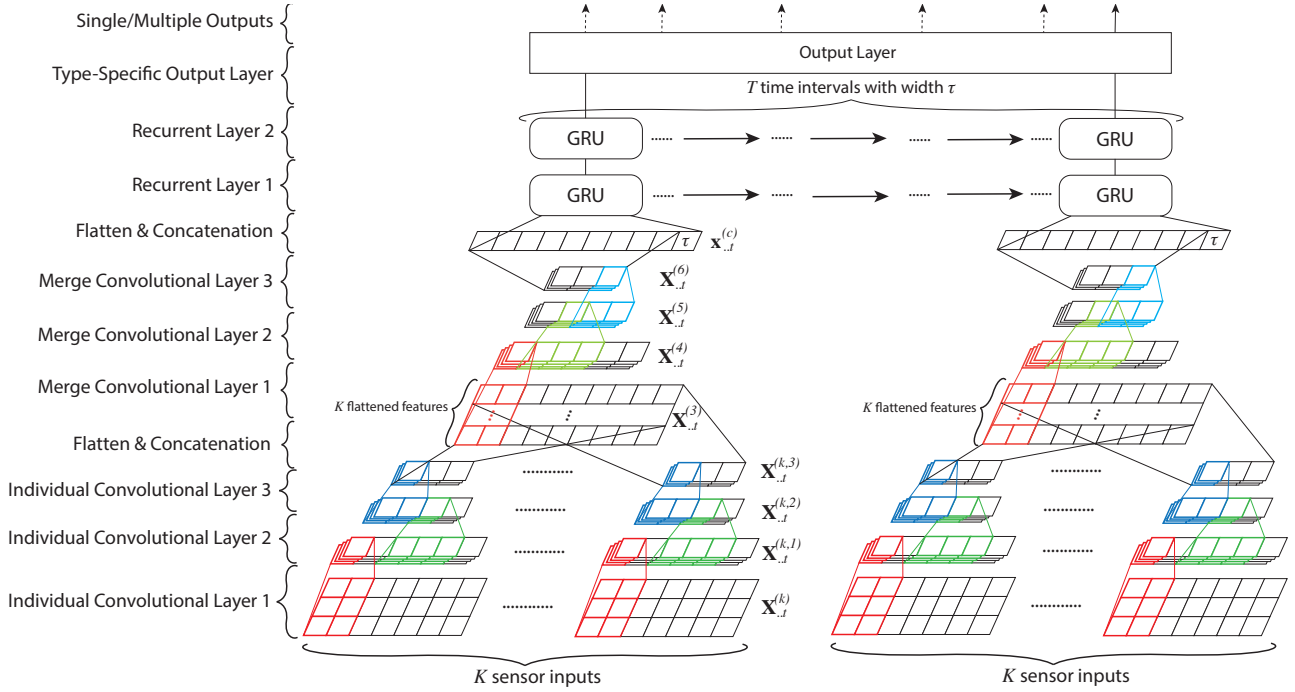 Single/Multiple Outputs
Output Layer
Type-Specific Output Layer
T time intervals with width τ
Recurrent Layer 2
GRU ...... ...... ...... ...... GRU
Recurrent Layer 1
GRU ...... ...... ...... ...... GRU
Flatten & Concatenation
τ x..t(c) τ
Merge Convolutional Layer 3
X..t(6)
X..t(5)
Merge Convolutional Layer 2
X..t(4)
Merge Convolutional Layer 1
K flattened features
K flattened features
X..t(3)
Flatten & Concatenation
X..t(k,3)
Individual Convolutional Layer 3
X..t(k,2)
Individual Convolutional Layer 2
X..t(k,1)
Individual Convolutional Layer 1
X..t(k)
K sensor inputs
K sensor inputs